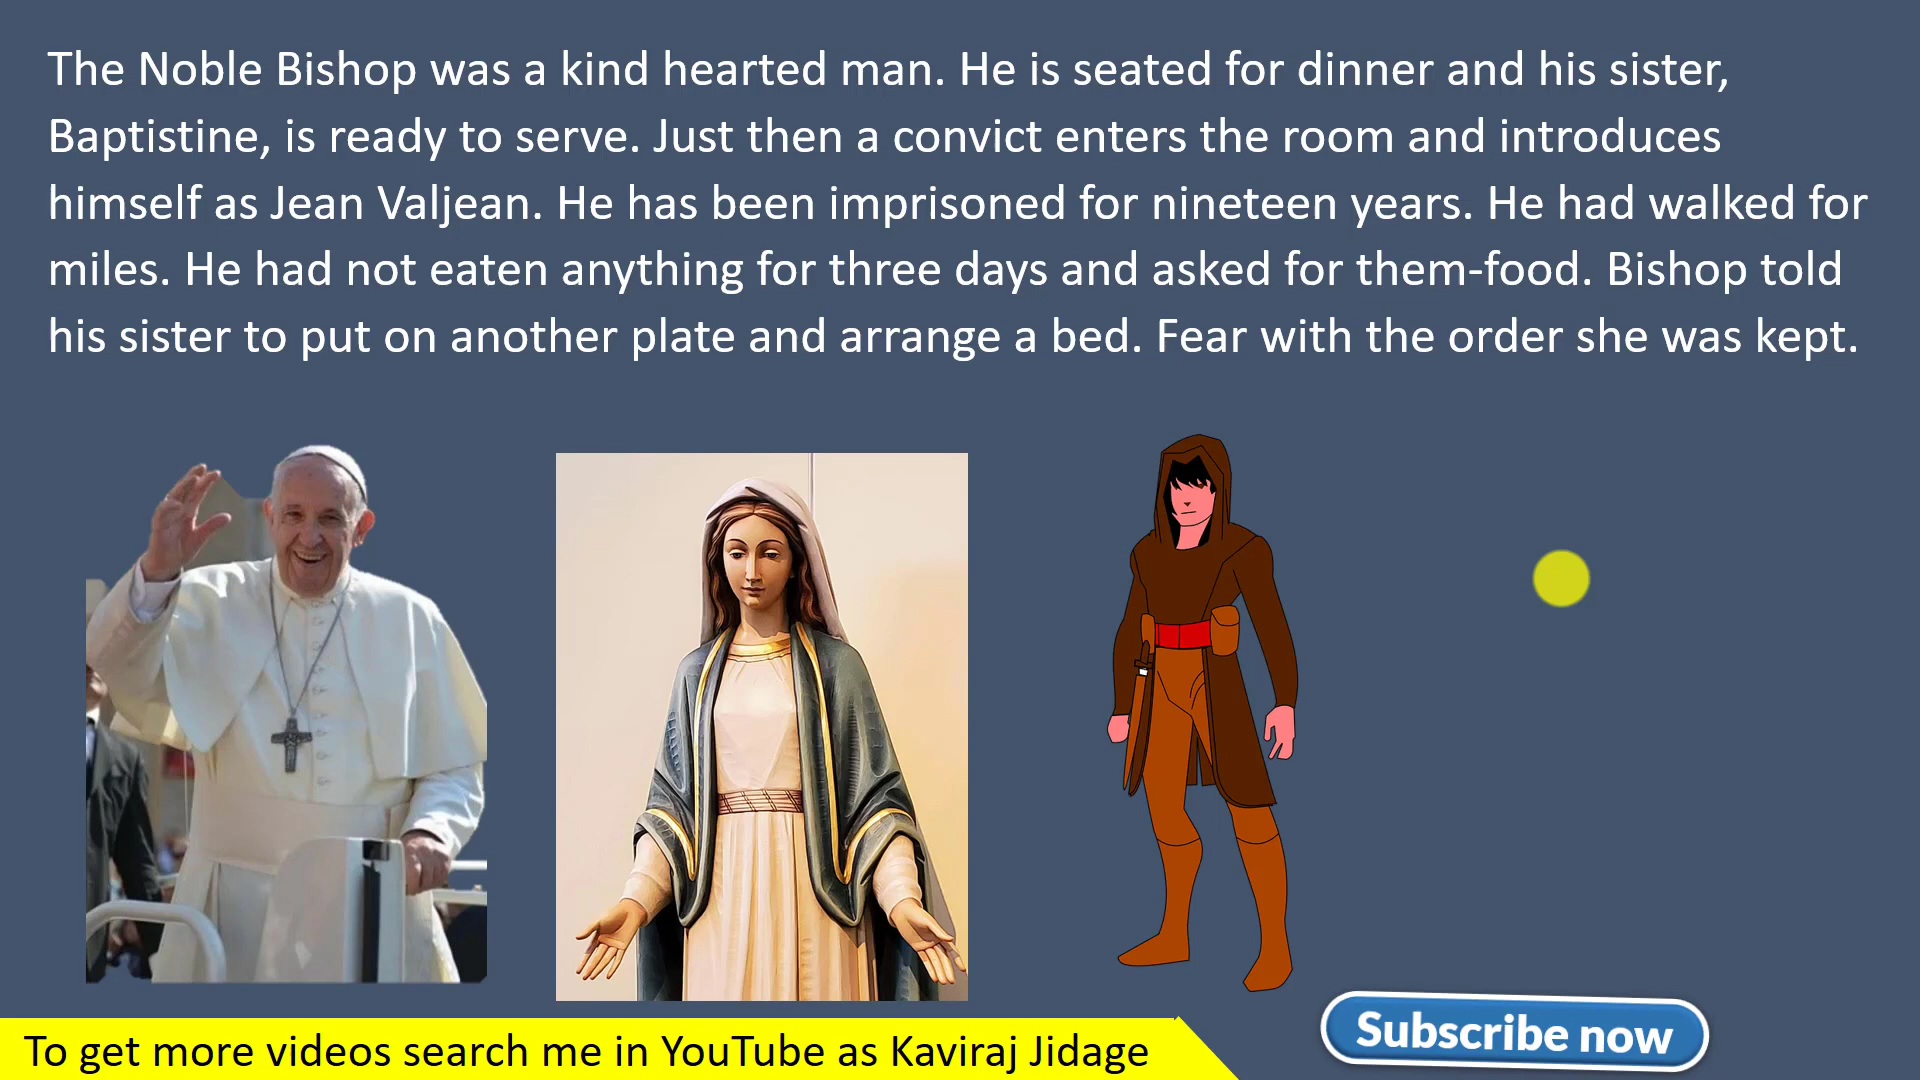 The Noble Bishop was a kind hearted man. He is seated for dinner and his sister,
Baptistine, is ready to serve. Just then a convict enters the room and introduces
himself as Jean Valjean. He has been imprisoned for nineteen years. He had walked for
miles. He had not eaten anything for three days and asked for them-food. Bishop told
his sister to put on another plate and arrange a bed. Fear with the order she was kept.
To get more videos search me in YouTube as Kaviraj Jidage
Subscribe now